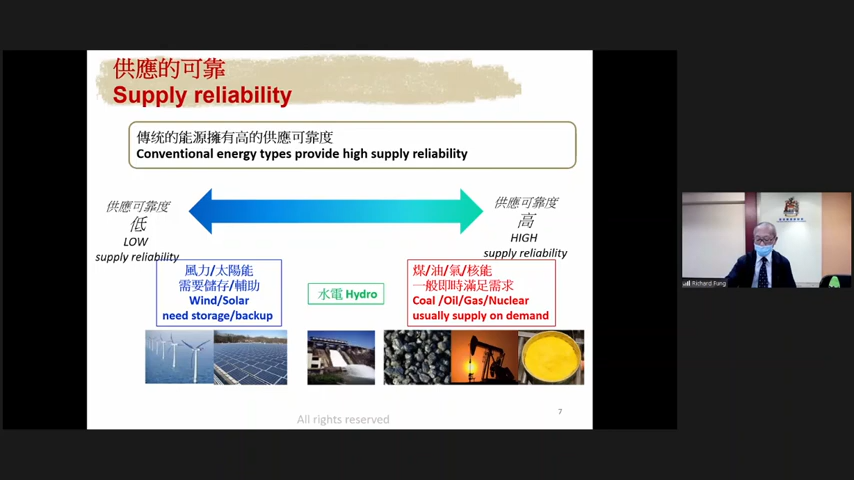 供應的可靠
Supply reliability
傳統的能源擁有高的供應可靠度
Conventional energy types provide high supply reliability
供應可靠度
低
LOW
supply reliability
供應可靠度
高
HIGH
supply reliability
風力/太陽能
需要儲存/輔助
Wind/Solar
need storage/backup
水電 Hydro
煤/油/氣/核能
一般即時滿足需求
Coal /Oil/Gas/Nuclear
usually supply on demand
All rights reserved
7
Richard Fung